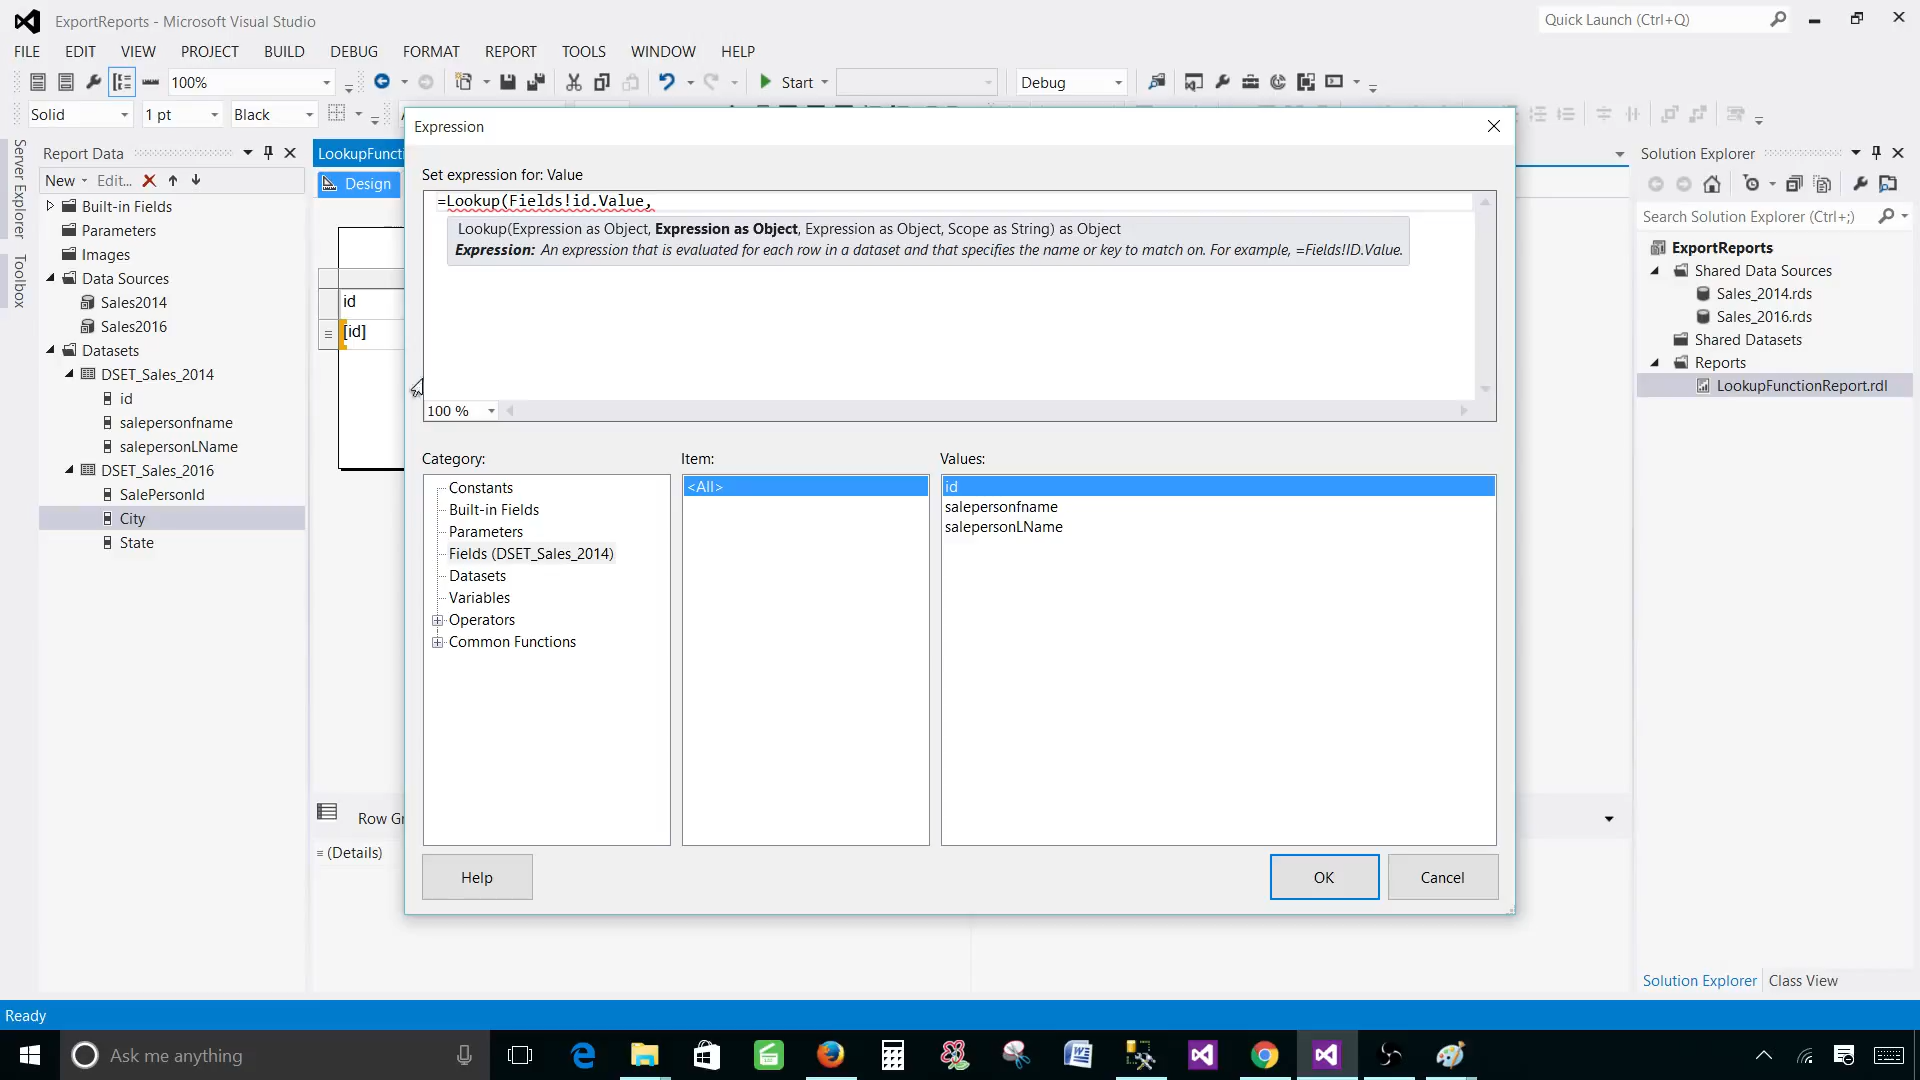 ExportReports - Microsoft Visual Studio
Quick Launch (Ctrl+Q)
FILE EDIT VIEW PROJECT BUILD DEBUG FORMAT REPORT TOOLS WINDOW HELP
100% Start Debug
Solid 1 pt Black
Server Explorer
Toolbox
Report Data
New Edit...
Built-in Fields
Parameters
Images
Data Sources
Sales2014
Sales2016
Datasets
DSET_Sales_2014
id
salepersonfname
salepersonLName
DSET_Sales_2016
SalePersonId
City
State
LookupFuncti
Design
id
[id]
Row Gr
(Details)
Expression
Set expression for: Value
=Lookup(Fields!id.Value,
Lookup(Expression as Object, Expression as Object, Expression as Object, Scope as String) as Object
Expression: An expression that is evaluated for each row in a dataset and that specifies the name or key to match on. For example, =Fields!ID.Value.
100 %
Category:
Constants
Built-in Fields
Parameters
Fields (DSET_Sales_2014)
Datasets
Variables
Operators
Common Functions
Item:
<All>
Values:
id
salepersonfname
salepersonLName
Help OK Cancel
Solution Explorer
Search Solution Explorer (Ctrl+;)
ExportReports
Shared Data Sources
Sales_2014.rds
Sales_2016.rds
Shared Datasets
Reports
LookupFunctionReport.rdl
Solution Explorer Class View
Ready
Ask me anything